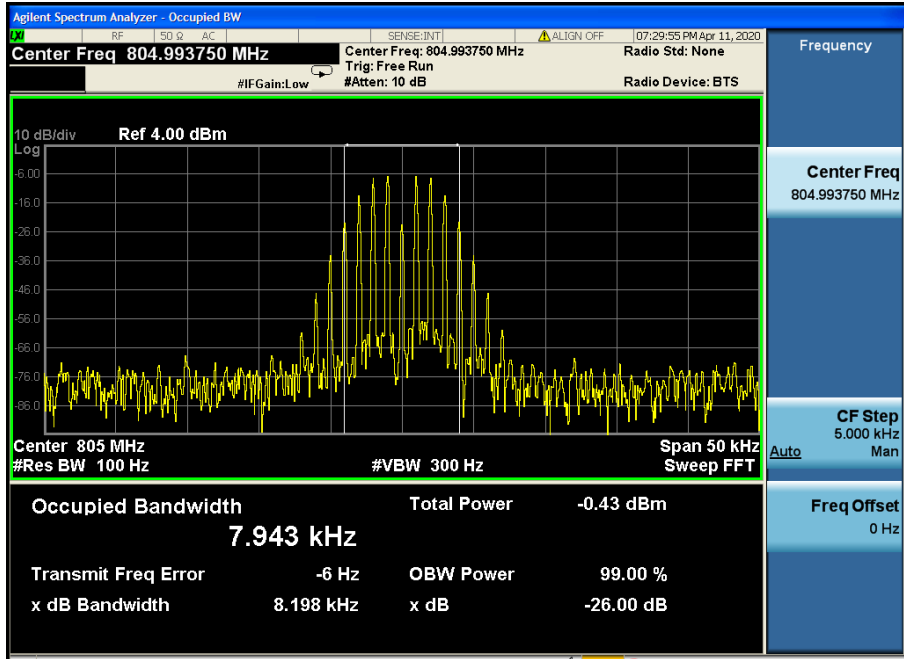 Agilent Spectrum Analyzer - Occupied BW
LXI RF 50 Ω AC SENSE:INT ALIGN OFF 07:29:55 PM Apr 11, 2020
Center Freq 804.993750 MHz
Center Freq: 804.993750 MHz
Radio Std: None
Trig: Free Run
#IFGain:Low
#Atten: 10 dB
Radio Device: BTS
Frequency
10 dB/div
Ref 4.00 dBm
Log
-6.00
-16.0
-26.0
-36.0
-46.0
-56.0
-66.0
-76.0
-86.0
Center 805 MHz
Span 50 kHz
#Res BW 100 Hz
#VBW 300 Hz
Sweep FFT
Center Freq
804.993750 MHz
CF Step
5.000 kHz
Auto Man
Freq Offset
0 Hz
Occupied Bandwidth
Total Power -0.43 dBm
7.943 kHz
Transmit Freq Error -6 Hz
OBW Power 99.00 %
x dB Bandwidth 8.198 kHz
x dB -26.00 dB